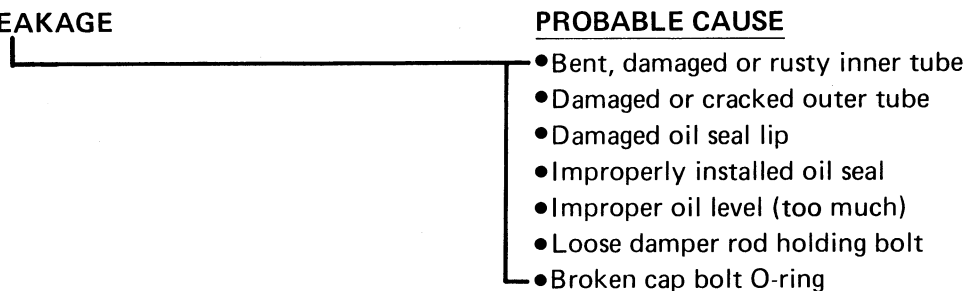 EAKAGE
PROBABLE CAUSE
•Bent, damaged or rusty inner tube
•Damaged or cracked outer tube
•Damaged oil seal lip
•Improperly installed oil seal
•Improper oil level (too much)
•Loose damper rod holding bolt
•Broken cap bolt O-ring